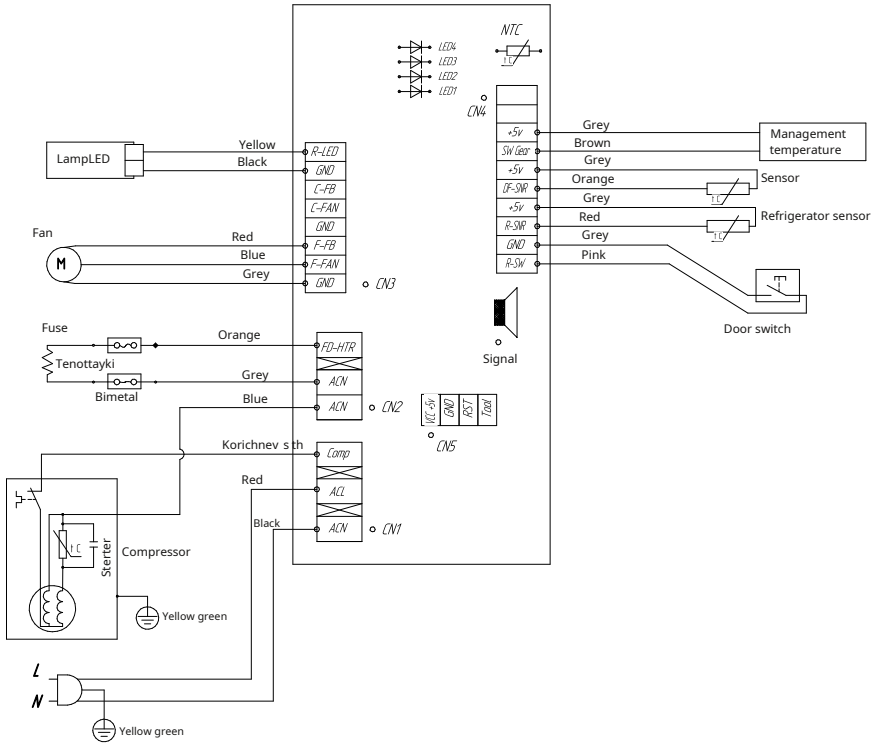 NTC
LED4
LED3
LED2
LED1
t C
CN4
+5v
Grey
SW Gear
Brown
Management
temperature
+5v
Grey
DF-SNR
Orange
t C
Sensor
+5v
Grey
R-SNR
Red
t C
Refrigerator sensor
GND
Grey
R-SW
Pink
Door switch
Signal
LampLED
Yellow
Black
R-LED
GND
C-FB
C-FAN
GND
F-FB
F-FAN
GND
CN3
Fan
M
Red
Blue
Grey
Fuse
Tenottayki
Bimetal
Orange
Grey
Blue
FD-HTR
ACN
ACN
CN2
VCC +5v
GND
RST
Tool
CN5
Korichnev s th
Red
Black
Comp
ACL
ACN
CN1
t C
Sterter
Compressor
Yellow green
L
N
Yellow green